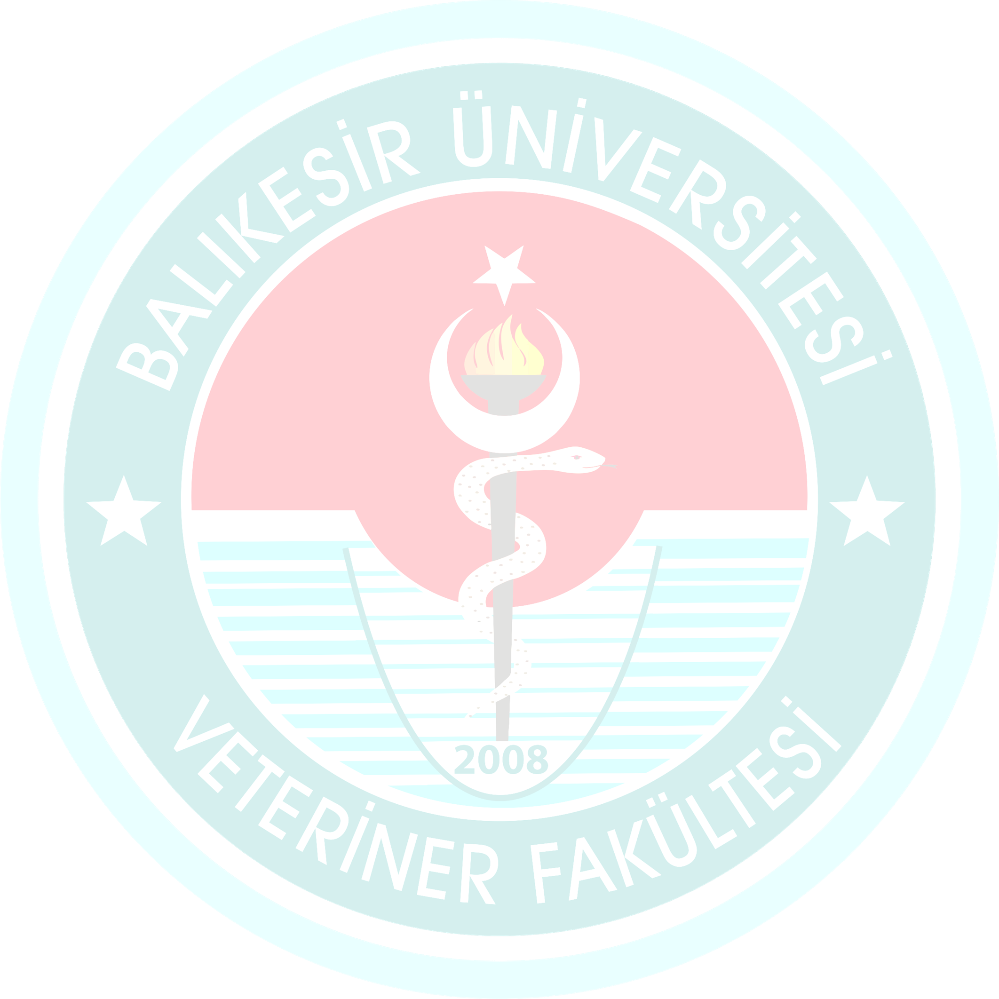 BALIKESİR ÜNİVERSİTESİ
2008
VETERİNER FAKÜLTESİ